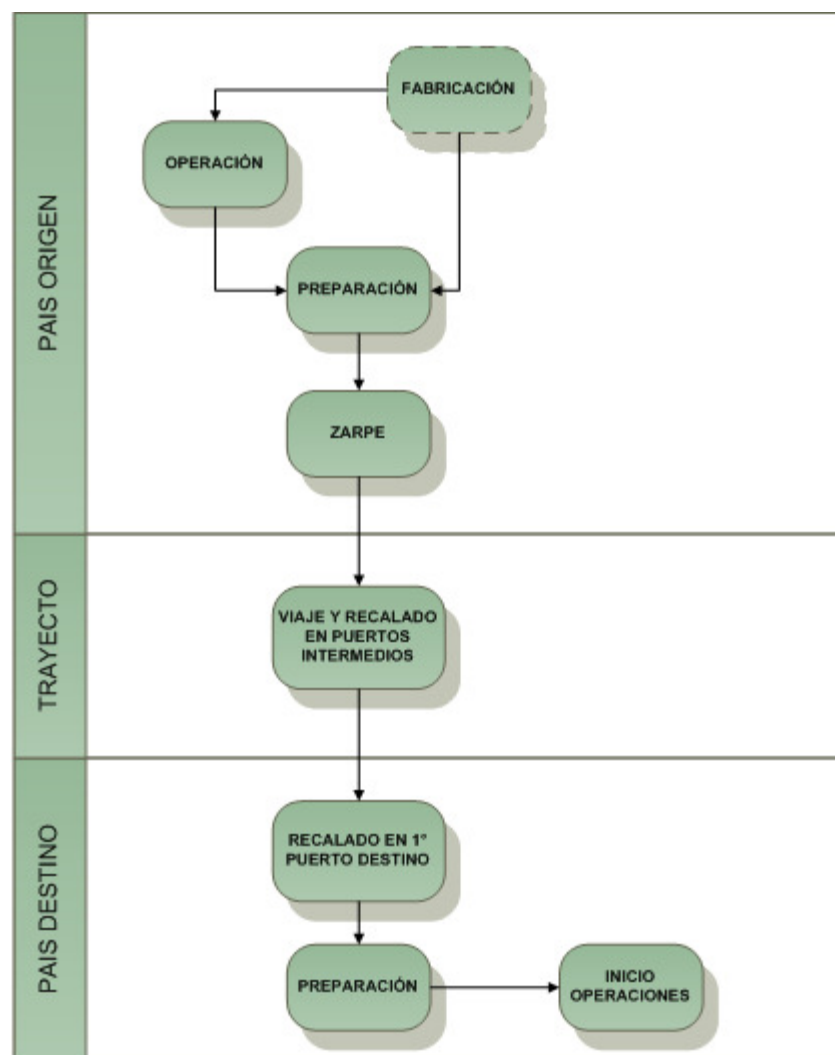 PAIS ORIGEN
FABRICACIÓN
OPERACIÓN
PREPARACIÓN
ZARPE
TRAYECTO
VIAJE Y RECALADO
EN PUERTOS
INTERMEDIOS
PAIS DESTINO
RECALADO EN 1°
PUERTO DESTINO
PREPARACIÓN
INICIO
OPERACIONES